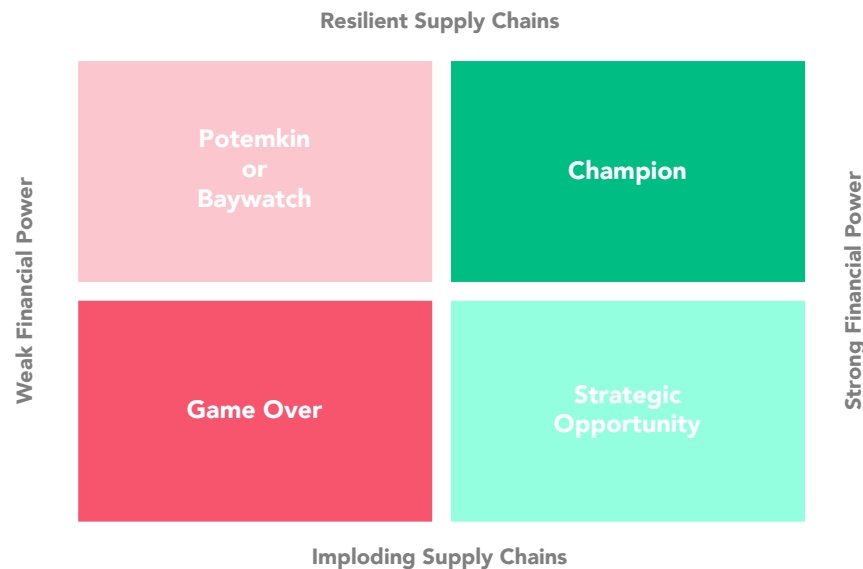 Resilient Supply Chains
Weak Financial Power
Potemkin
or
Baywatch
Champion
Strong Financial Power
Game Over
Strategic
Opportunity
Imploding Supply Chains